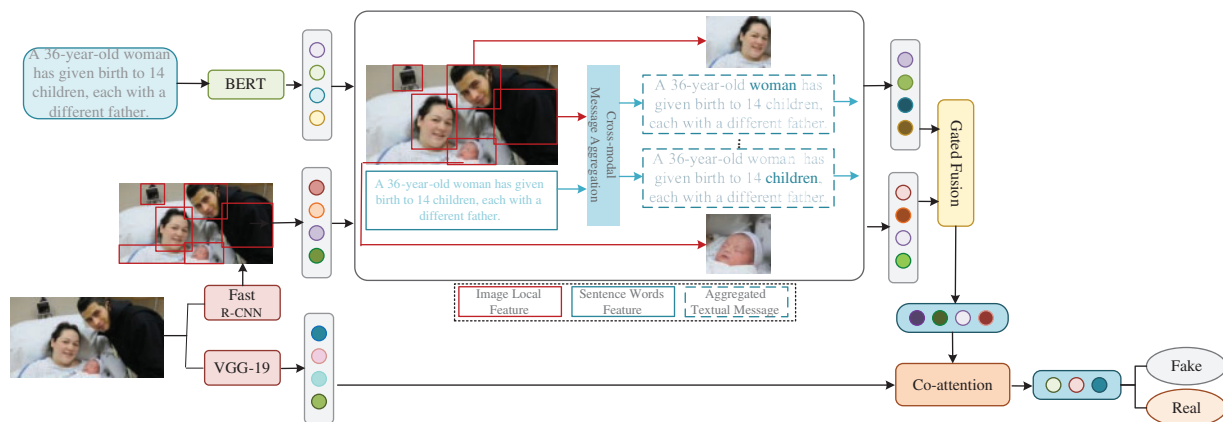 A 36-year-old woman
has given birth to 14
children, each with a
different father.
BERT
Cross-modal
Message Aggregation
A 36-year-old woman has
given birth to 14 children,
each with a different father.
A 36-year-old woman has
given birth to 14 children,
each with a different father.
A 36-year-old woman has given
birth to 14 children, each with a
different father.
Gated Fusion
Fast
R-CNN
VGG-19
Image Local
Feature
Sentence Words
Feature
Aggregated
Textual Message
Co-attention
Fake
Real